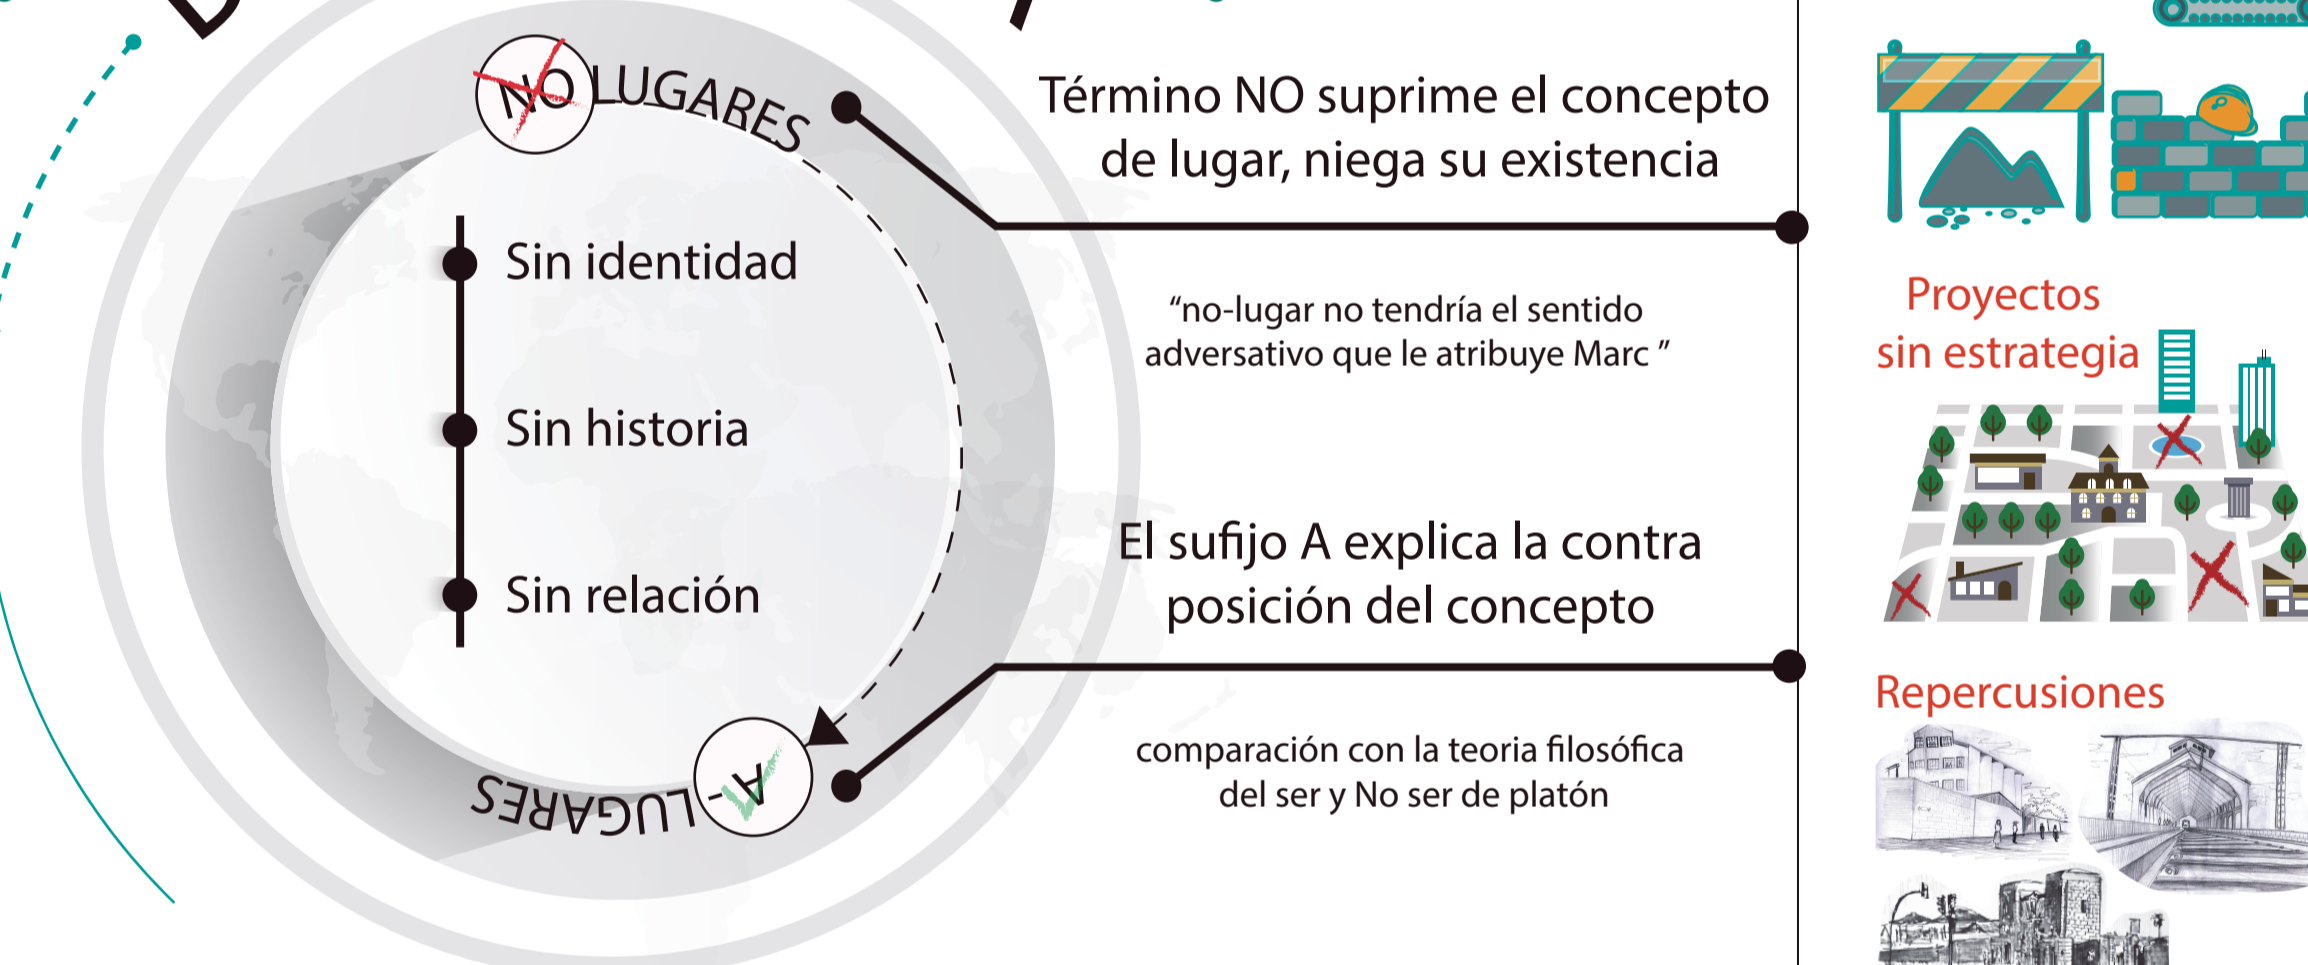 NO LUGARES
Sin identidad
Sin historia
Sin relación
A - LUGARES
Término NO suprime el concepto
de lugar, niega su existencia
“no-lugar no tendría el sentido
adversativo que le atribuye Marc ”
El sufijo A explica la contra
posición del concepto
comparación con la teoria filosófica
del ser y No ser de platón
Proyectos
sin estrategia
Repercusiones